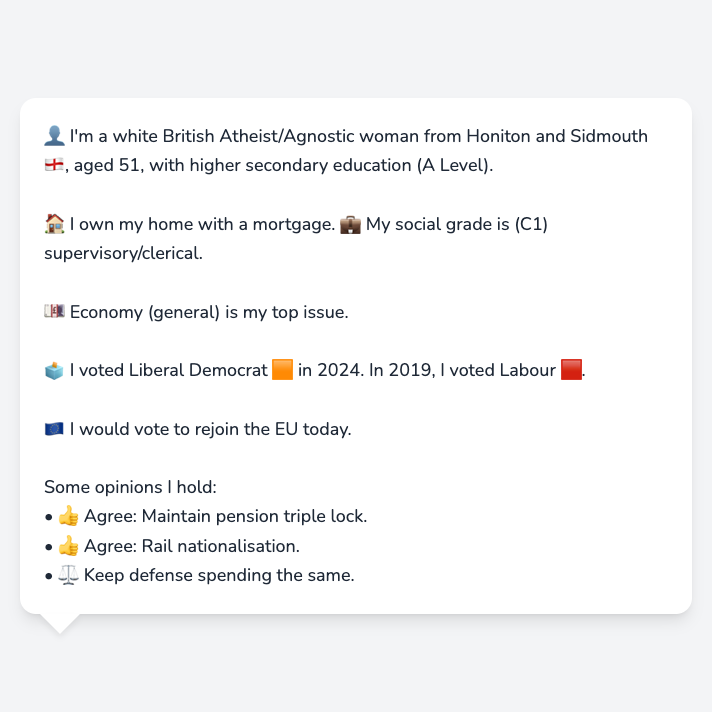 👤 I'm a white British Atheist/Agnostic woman from Honiton and Sidmouth
🏴󠁧󠁢󠁥󠁮󠁧󠁿, aged 51, with higher secondary education (A Level).
🏠 I own my home with a mortgage. 💼 My social grade is (C1)
supervisory/clerical.
💷 Economy (general) is my top issue.
🗳️ I voted Liberal Democrat 🟧 in 2024. In 2019, I voted Labour 🟥.
🇪🇺 I would vote to rejoin the EU today.
Some opinions I hold:
• 👍 Agree: Maintain pension triple lock.
• 👍 Agree: Rail nationalisation.
• ⚖️ Keep defense spending the same.